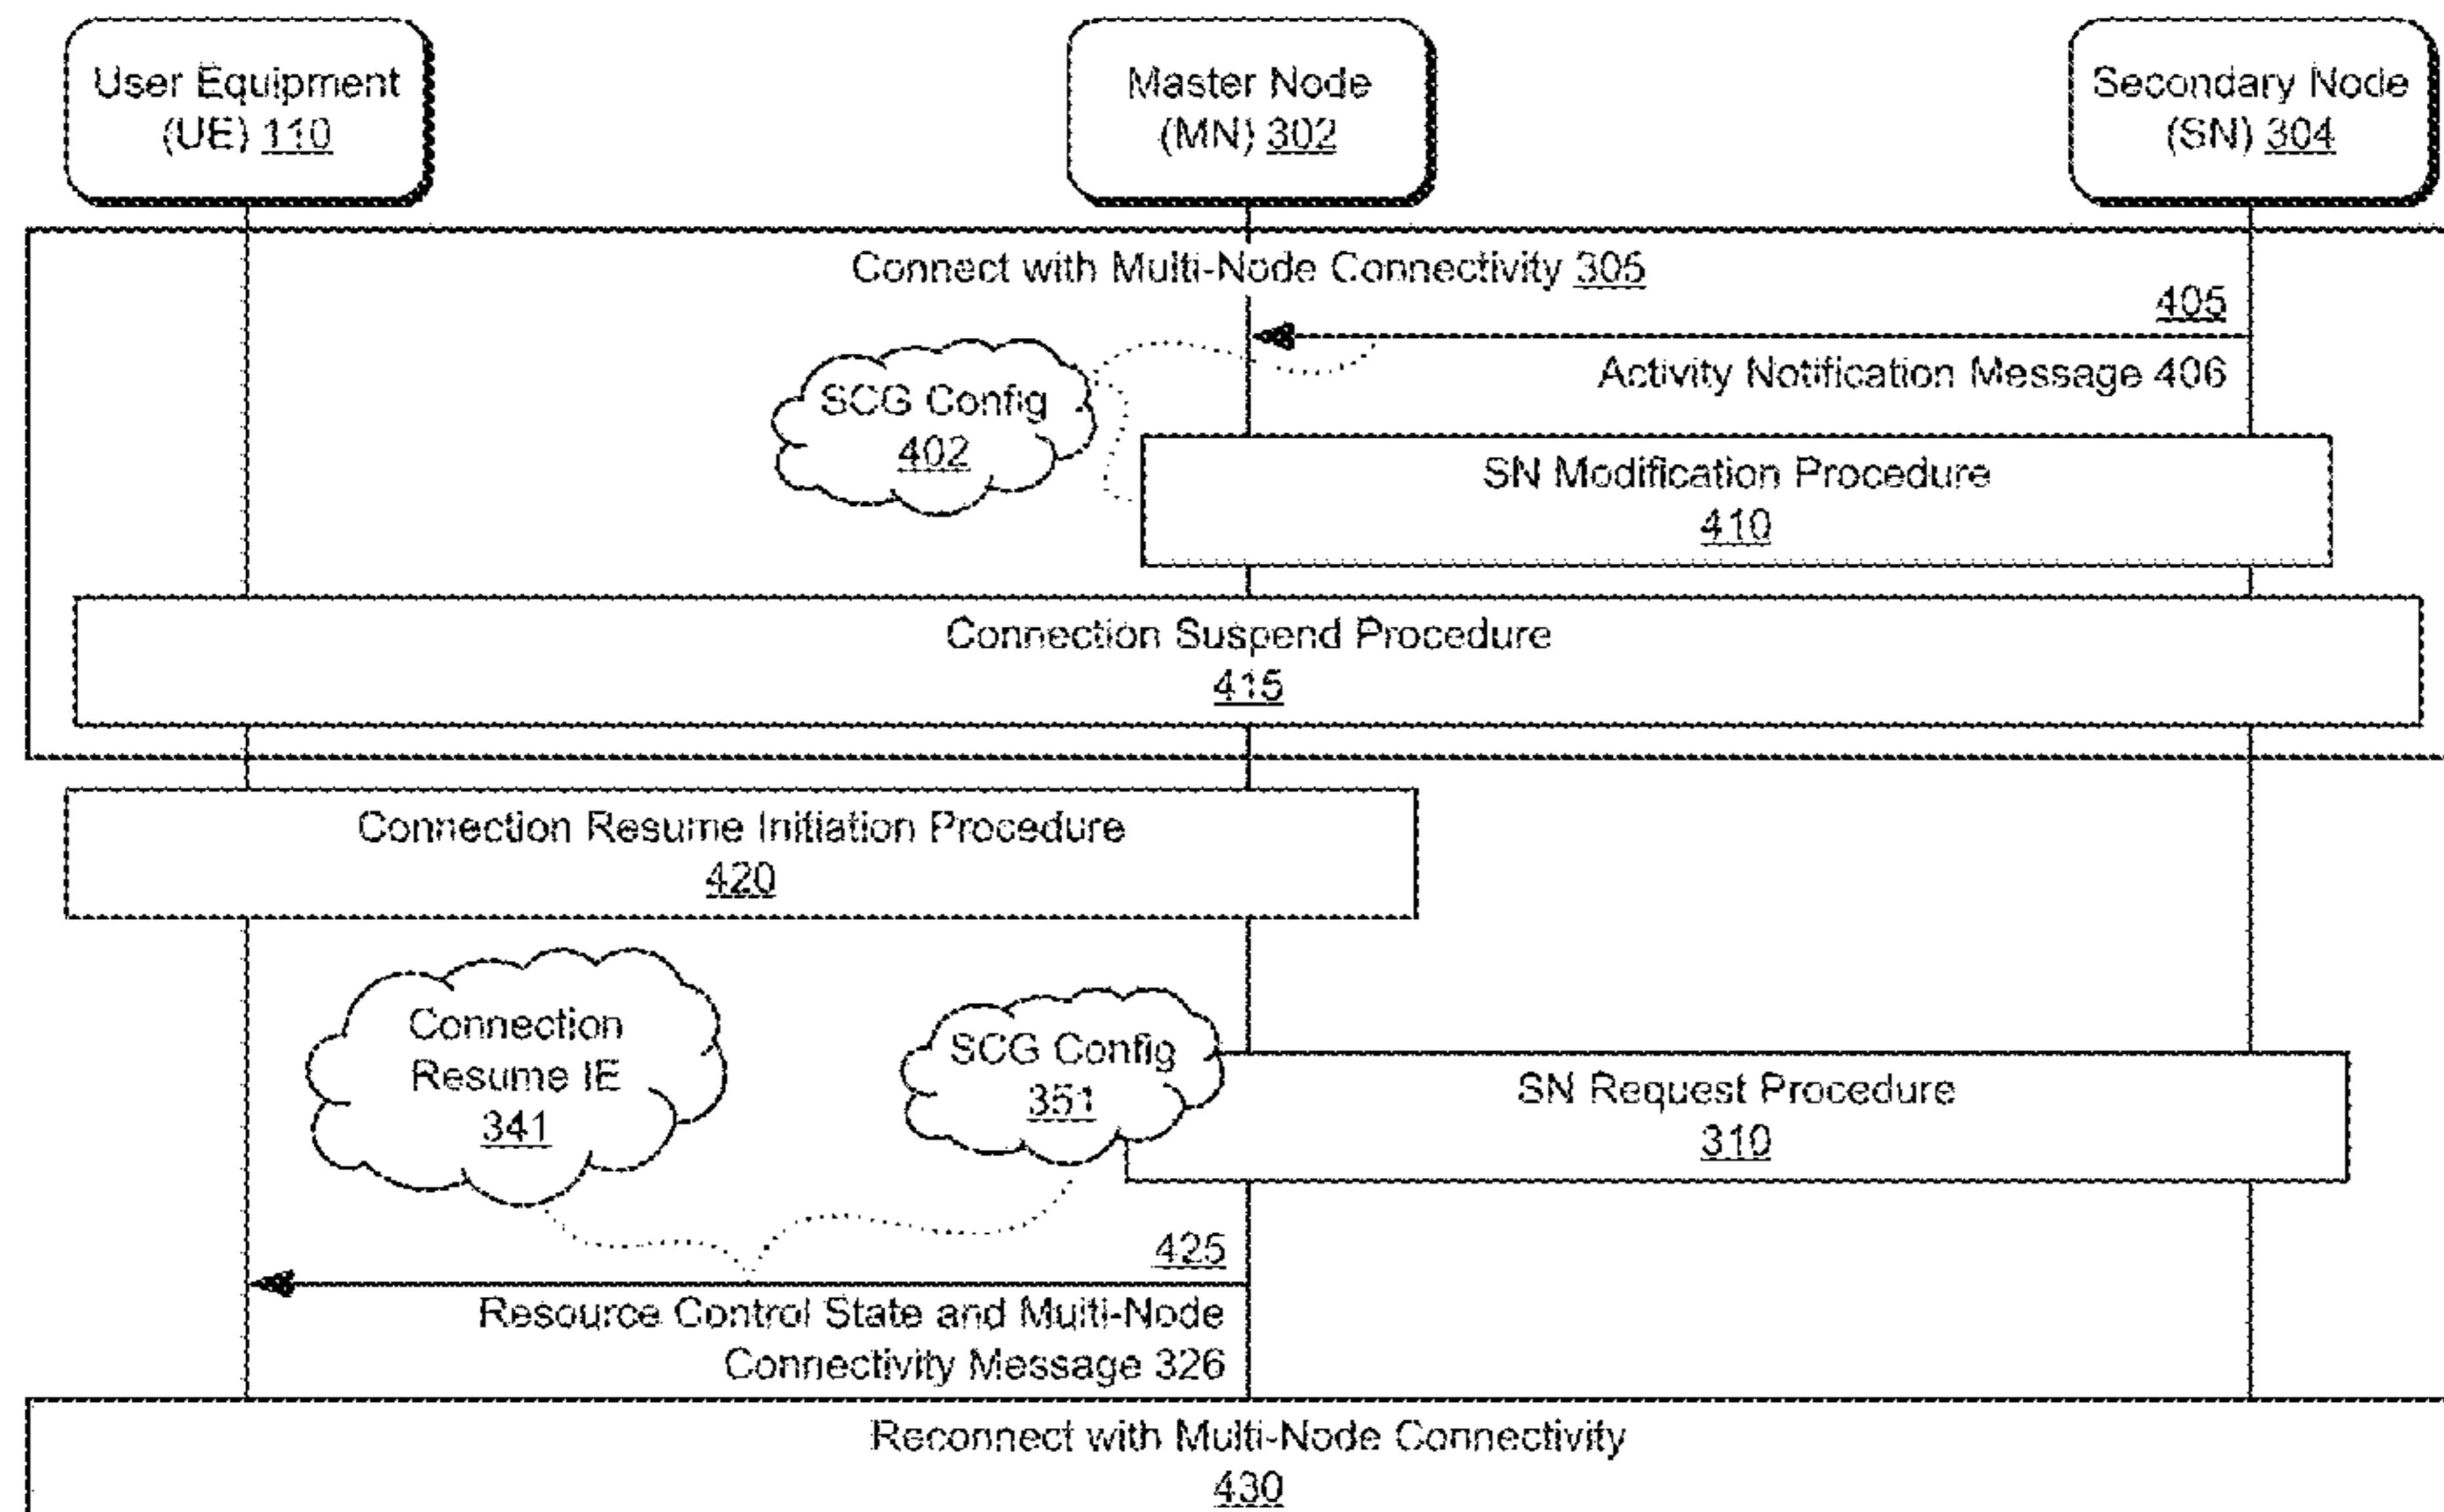 User Equipment
(UE) 110
Master Node
(MN) 302
Secondary Node
(SN) 304
Connect with Multi-Node Connectivity 305
405
Activity Notification Message 406
SCG Config
402
SN Modification Procedure
410
Connection Suspend Procedure
415
Connection Resume Initiation Procedure
420
Connection
Resume IE
341
SCG Config
351
SN Request Procedure
310
425
Resource Control State and Multi-Node
Connectivity Message 326
Reconnect with Multi-Node Connectivity
430